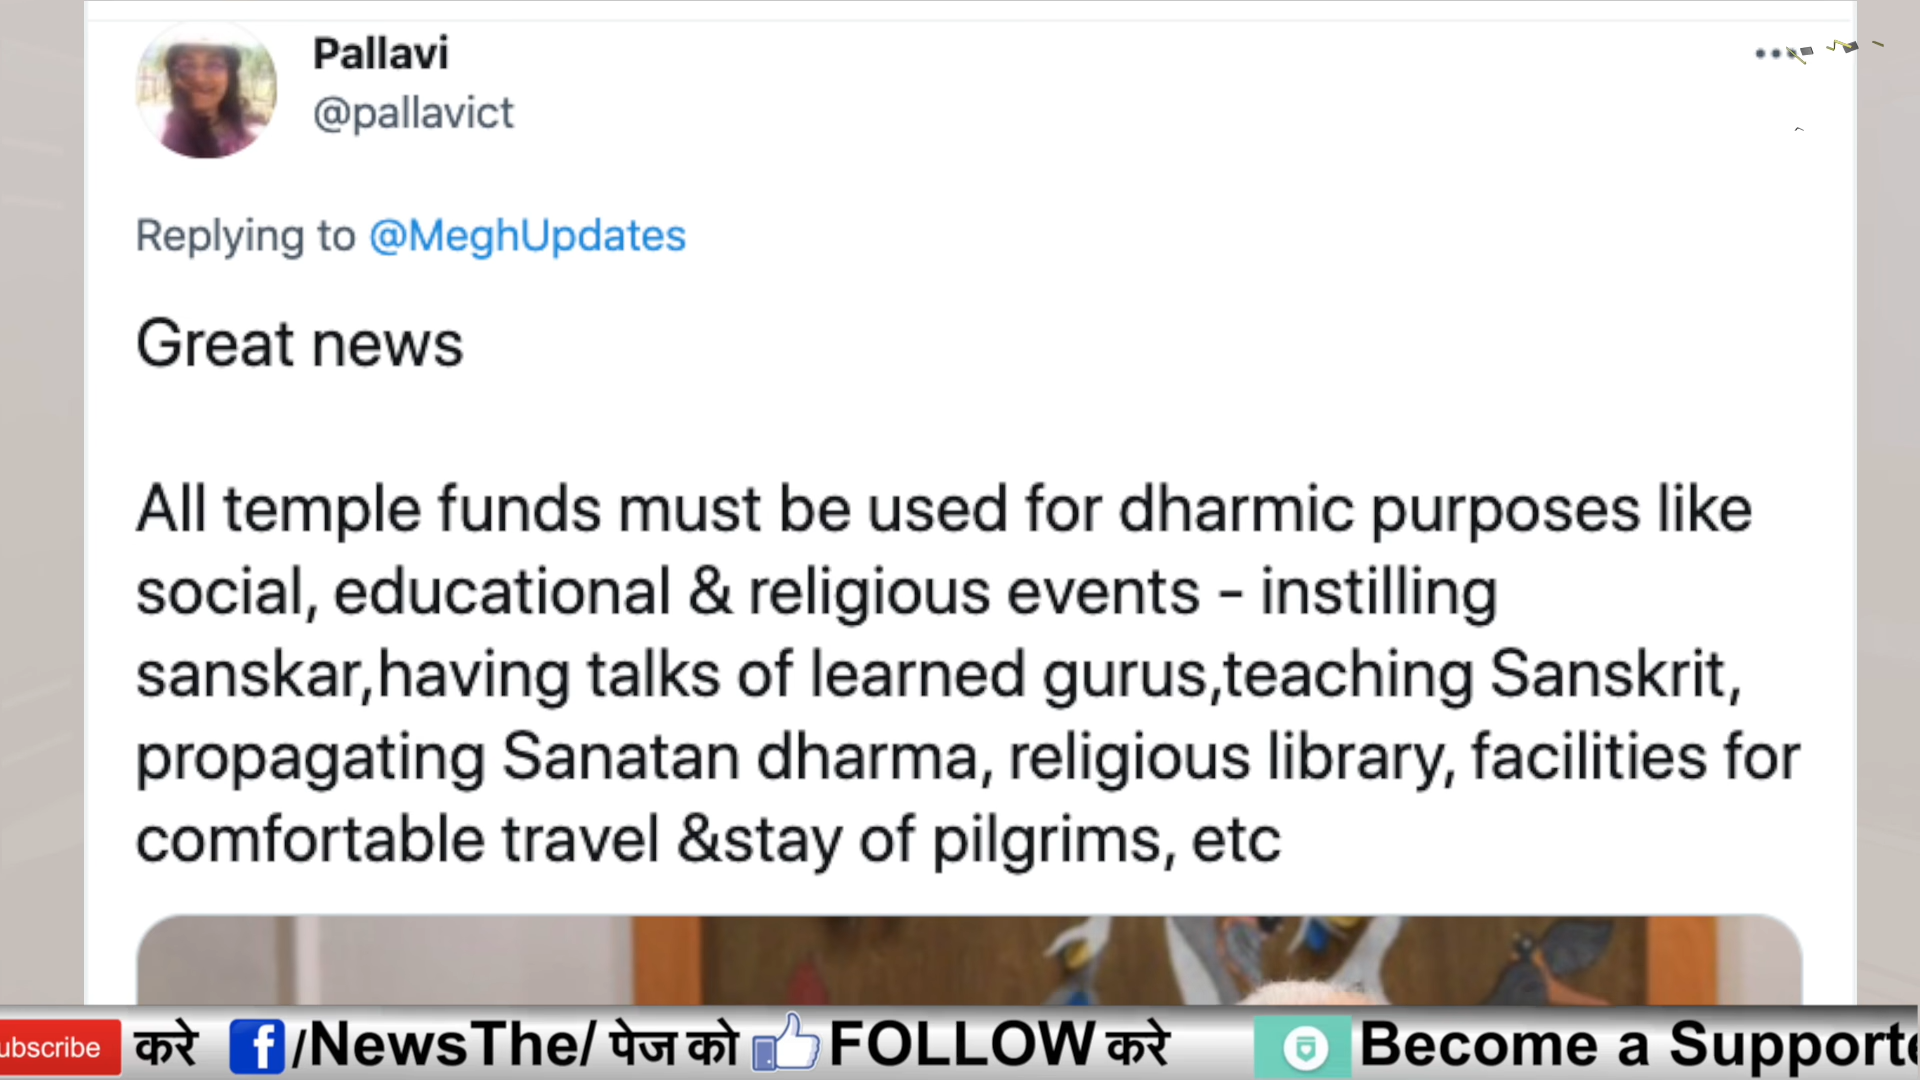 Pallavi
@pallavict
Replying to @MeghUpdates
Great news
All temple funds must be used for dharmic purposes like
social, educational & religious events - instilling
sanskar,having talks of learned gurus,teaching Sanskrit,
propagating Sanatan dharma, religious library, facilities for
comfortable travel &stay of pilgrims, etc
ubscribe करे f/NewsThe/ पेज को FOLLOW करे Become a Supporte